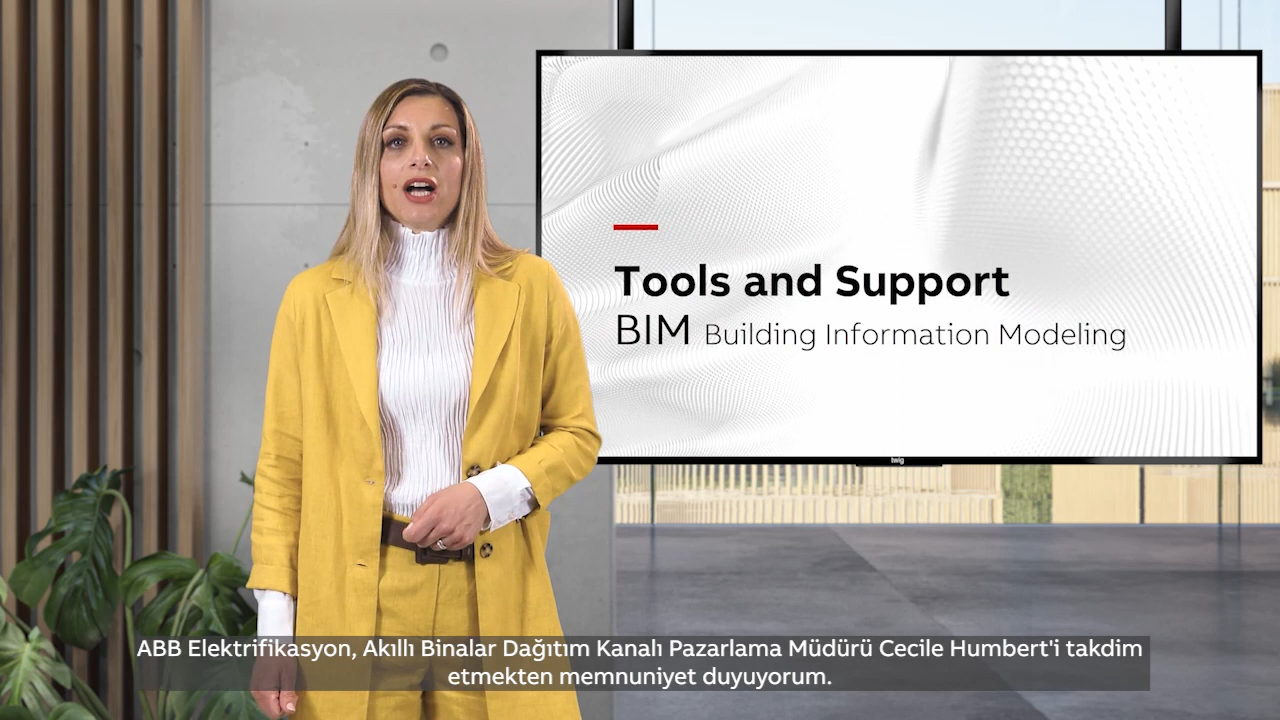 Tools and Support
BIM Building Information Modeling
twig
ABB Elektrifikasyon, Akıllı Binalar Dağıtım Kanalı Pazarlama Müdürü Cecile Humbert'i takdim
etmekten memnuniyet duyuyorum.